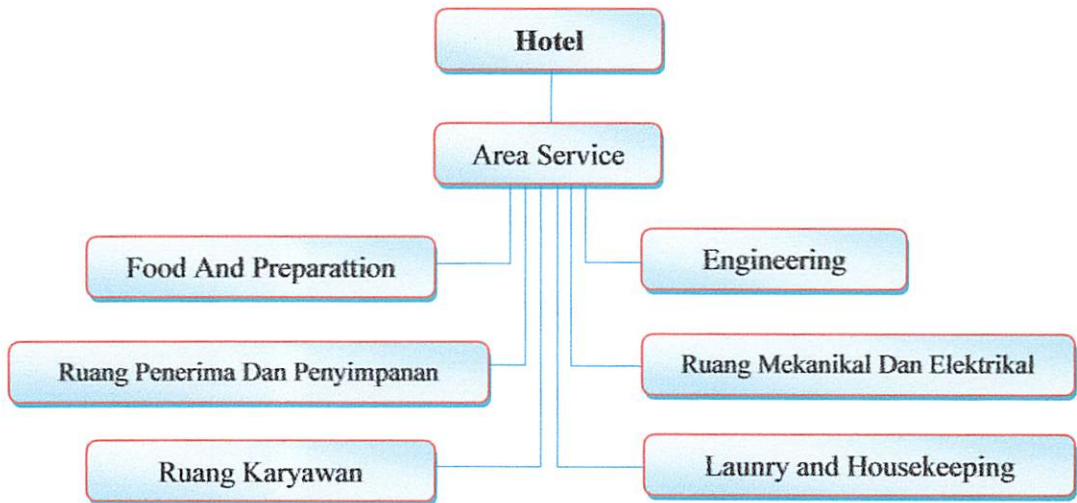 Hotel
Area Service
Food And Preparattion
Engineering
Ruang Penerima Dan Penyimpanan
Ruang Mekanikal Dan Elektrikal
Ruang Karyawan
Launry and Housekeeping